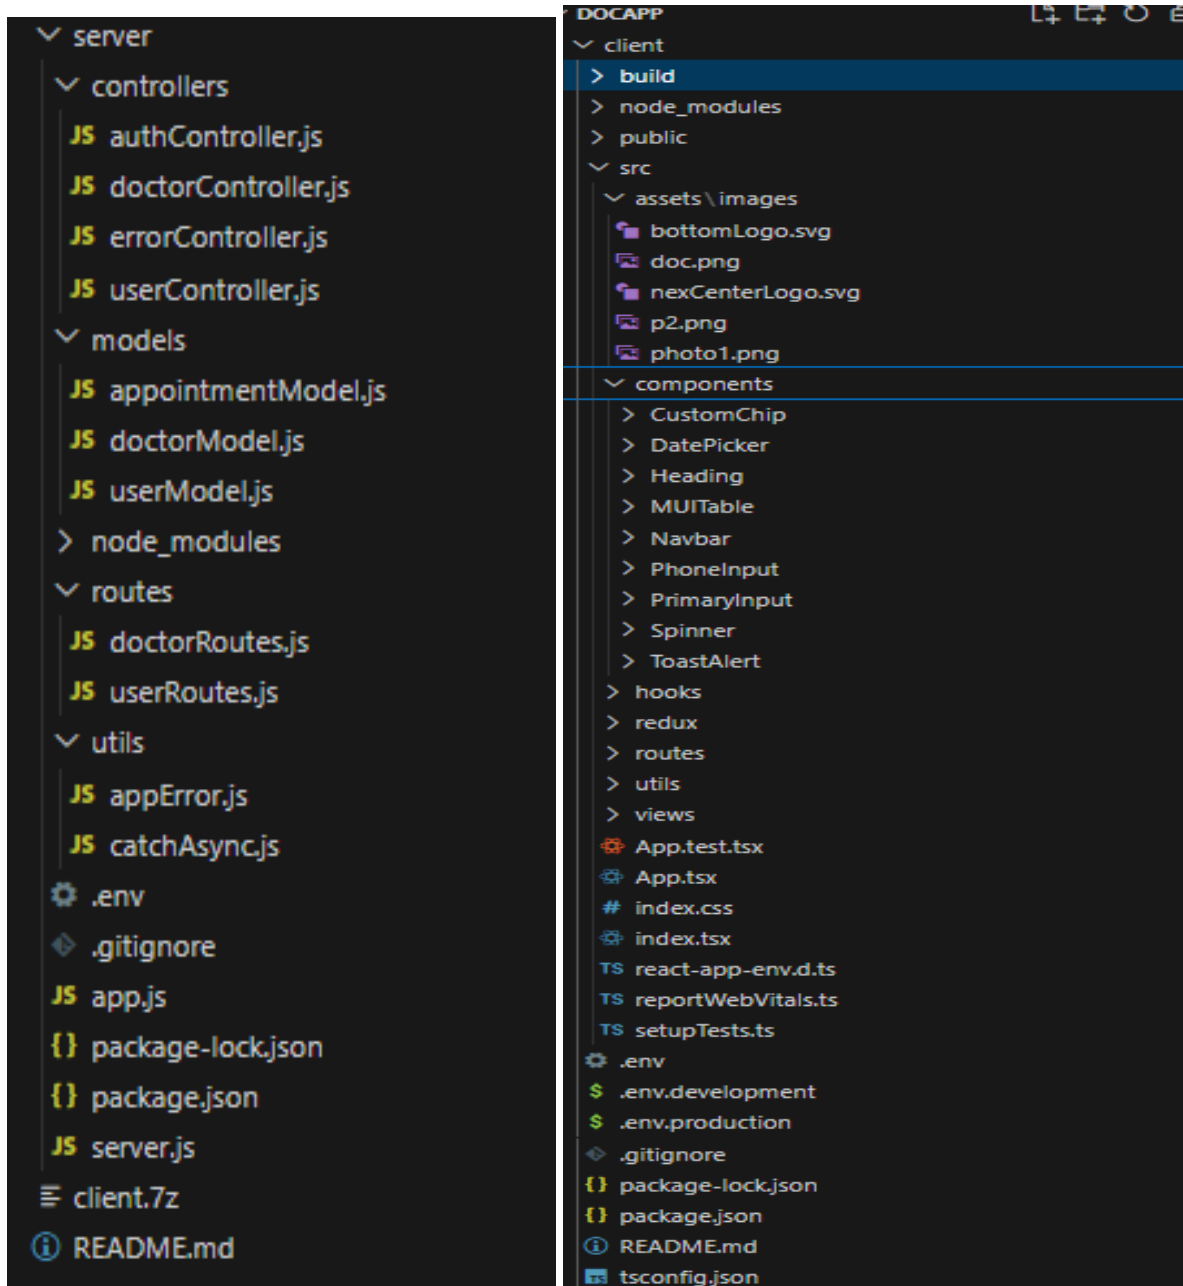 server
controllers
JS authController.js
JS doctorController.js
JS errorController.js
JS userController.js
models
JS appointmentModel.js
JS doctorModel.js
JS userModel.js
node_modules
routes
JS doctorRoutes.js
JS userRoutes.js
utils
JS appError.js
JS catchAsync.js
.env
.gitignore
JS app.js
{} package-lock.json
{} package.json
JS server.js
client.7z
README.md
DOCAPP
client
build
node_modules
public
src
assets\images
bottomLogo.svg
doc.png
nexCenterLogo.svg
p2.png
photo1.png
components
CustomChip
DatePicker
Heading
MUITable
Navbar
PhoneInput
PrimaryInput
Spinner
ToastAlert
hooks
redux
routes
utils
views
App.test.tsx
App.tsx
# index.css
index.tsx
TS react-app-env.d.ts
TS reportWebVitals.ts
TS setupTests.ts
.env
$ .env.development
$ .env.production
.gitignore
{} package-lock.json
{} package.json
README.md
TS tsconfig.json